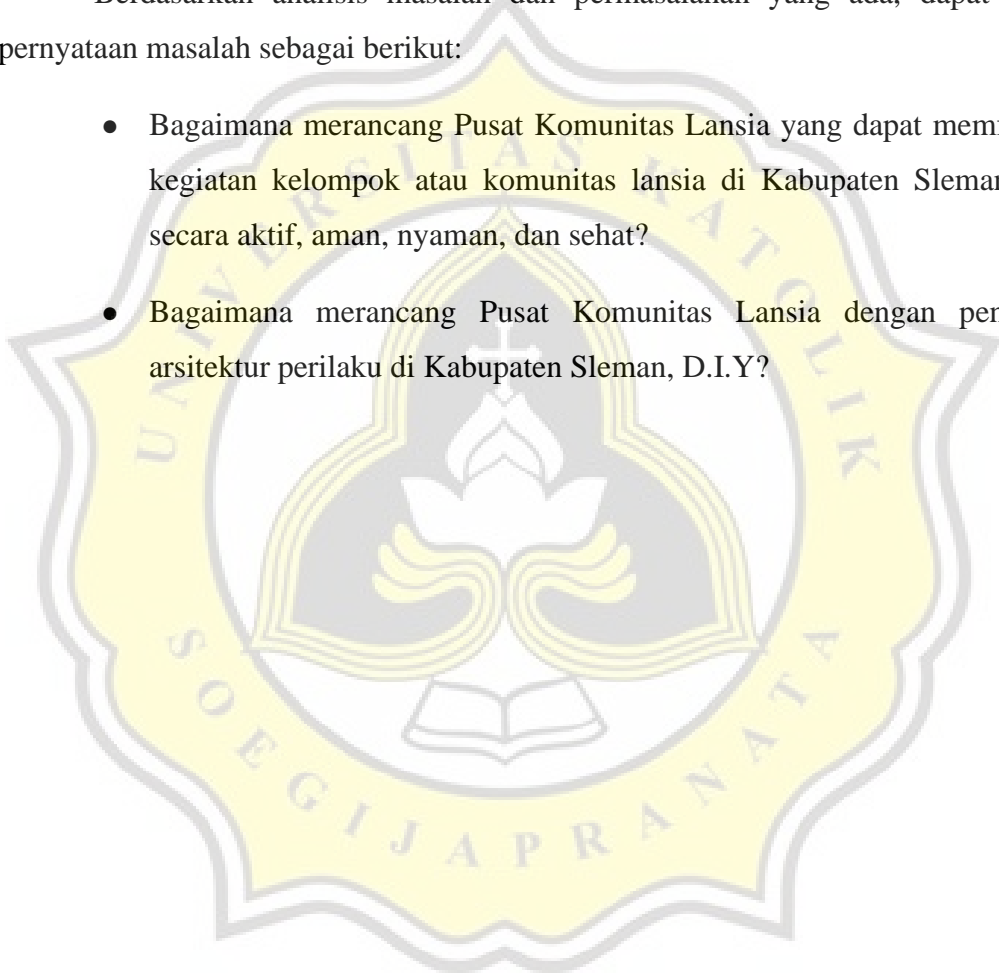 Berdasarkan analisis masalah dan permasalahan yang ada, dapat
pernyataan masalah sebagai berikut:
● Bagaimana merancang Pusat Komunitas Lansia yang dapat
kegiatan kelompok atau komunitas lansia di Kabupaten Sleman
secara aktif, aman, nyaman, dan sehat?
● Bagaimana merancang Pusat Komunitas Lansia dengan
arsitektur perilaku di Kabupaten Sleman, D.I.Y?
UNIVERSITAS KATOLIK
SOEGIJAPRANATA